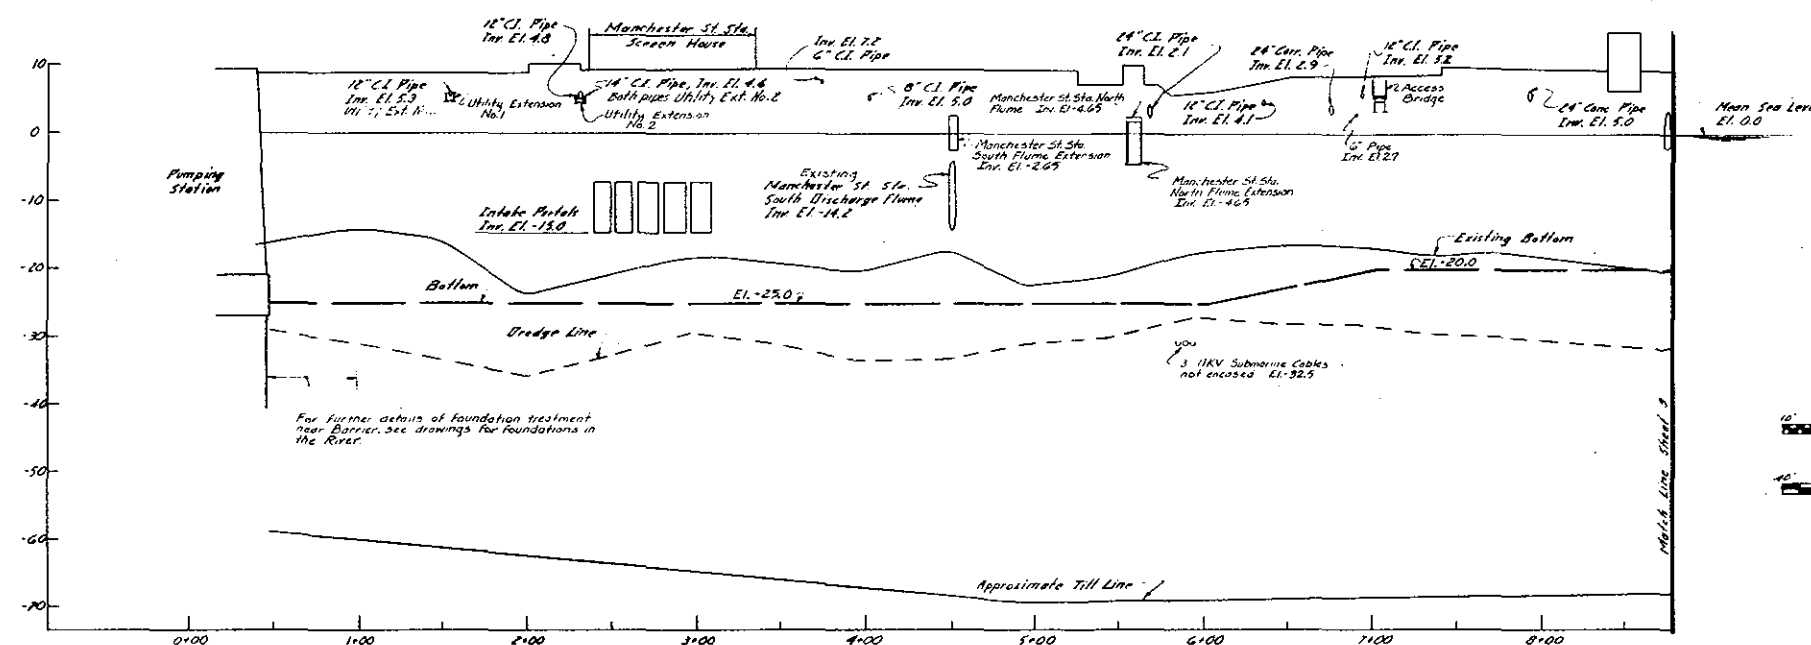 12" C.I. Pipe
Inv. El. 4.8
Manchester St. Sta.
Screen House
Inv. El. 7.2
6" C.I. Pipe
24" C.I. Pipe
Inv. El. 2.1
24" Corr. Pipe
Inv. El. 2.9
12" C.I. Pipe
Inv. El. 5.2
12" C.I. Pipe
Inv. El. 5.3
Utility Extension
No. 1
14" C.I. Pipe, Inv. El. 4.6
Both pipes Utility Ext. No. 2
Utility Extension
No. 2
8" C.I. Pipe
Inv. El. 5.0
Manchester St. Sta. North
Flume Inv. El-4.65
12" C.I. Pipe
Inv. El. 4.1
Access
Bridge
6" Pipe
Inv. El. 2.7
24" Conc Pipe
Inv. El. 5.0
Mean Sea Leve
El. 0.0
Pumping
Station
Manchester St. Sta.
South Flume Extension
Inv. El. -2.65
Existing
Manchester St. Sta.
South Discharge Flume
Inv. El. -14.2
Manchester St. Sta.
North Flume Extension
Inv. El. -4.65
Intake Portals
Inv. El. -15.0
Existing Bottom
El. -20.0
Bottom
El. -25.0
Dredge Line
3 11KV Submarine Cables
not encased El. -32.5
For further details of foundation treatment
near Barrier, see drawings for foundations in
the River.
Approximate Till Line
Match Line Sheet 3
10
0
-10
-20
-30
-40
-50
-60
-70
0+00 1+00 2+00 3+00 4+00 5+00 6+00 7+00 8+00
10'
40'